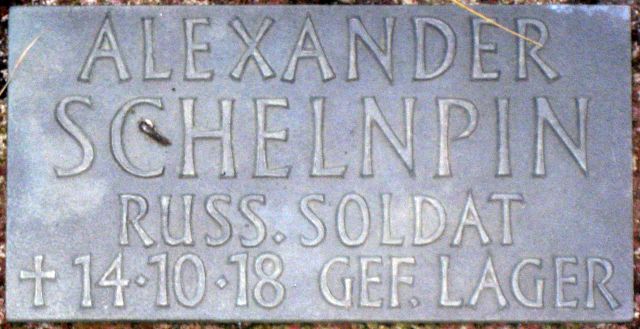 ALEXANDER
SCHELNPIN
RUSS. SOLDAT
✝ 14·10·18 GEF. LAGER